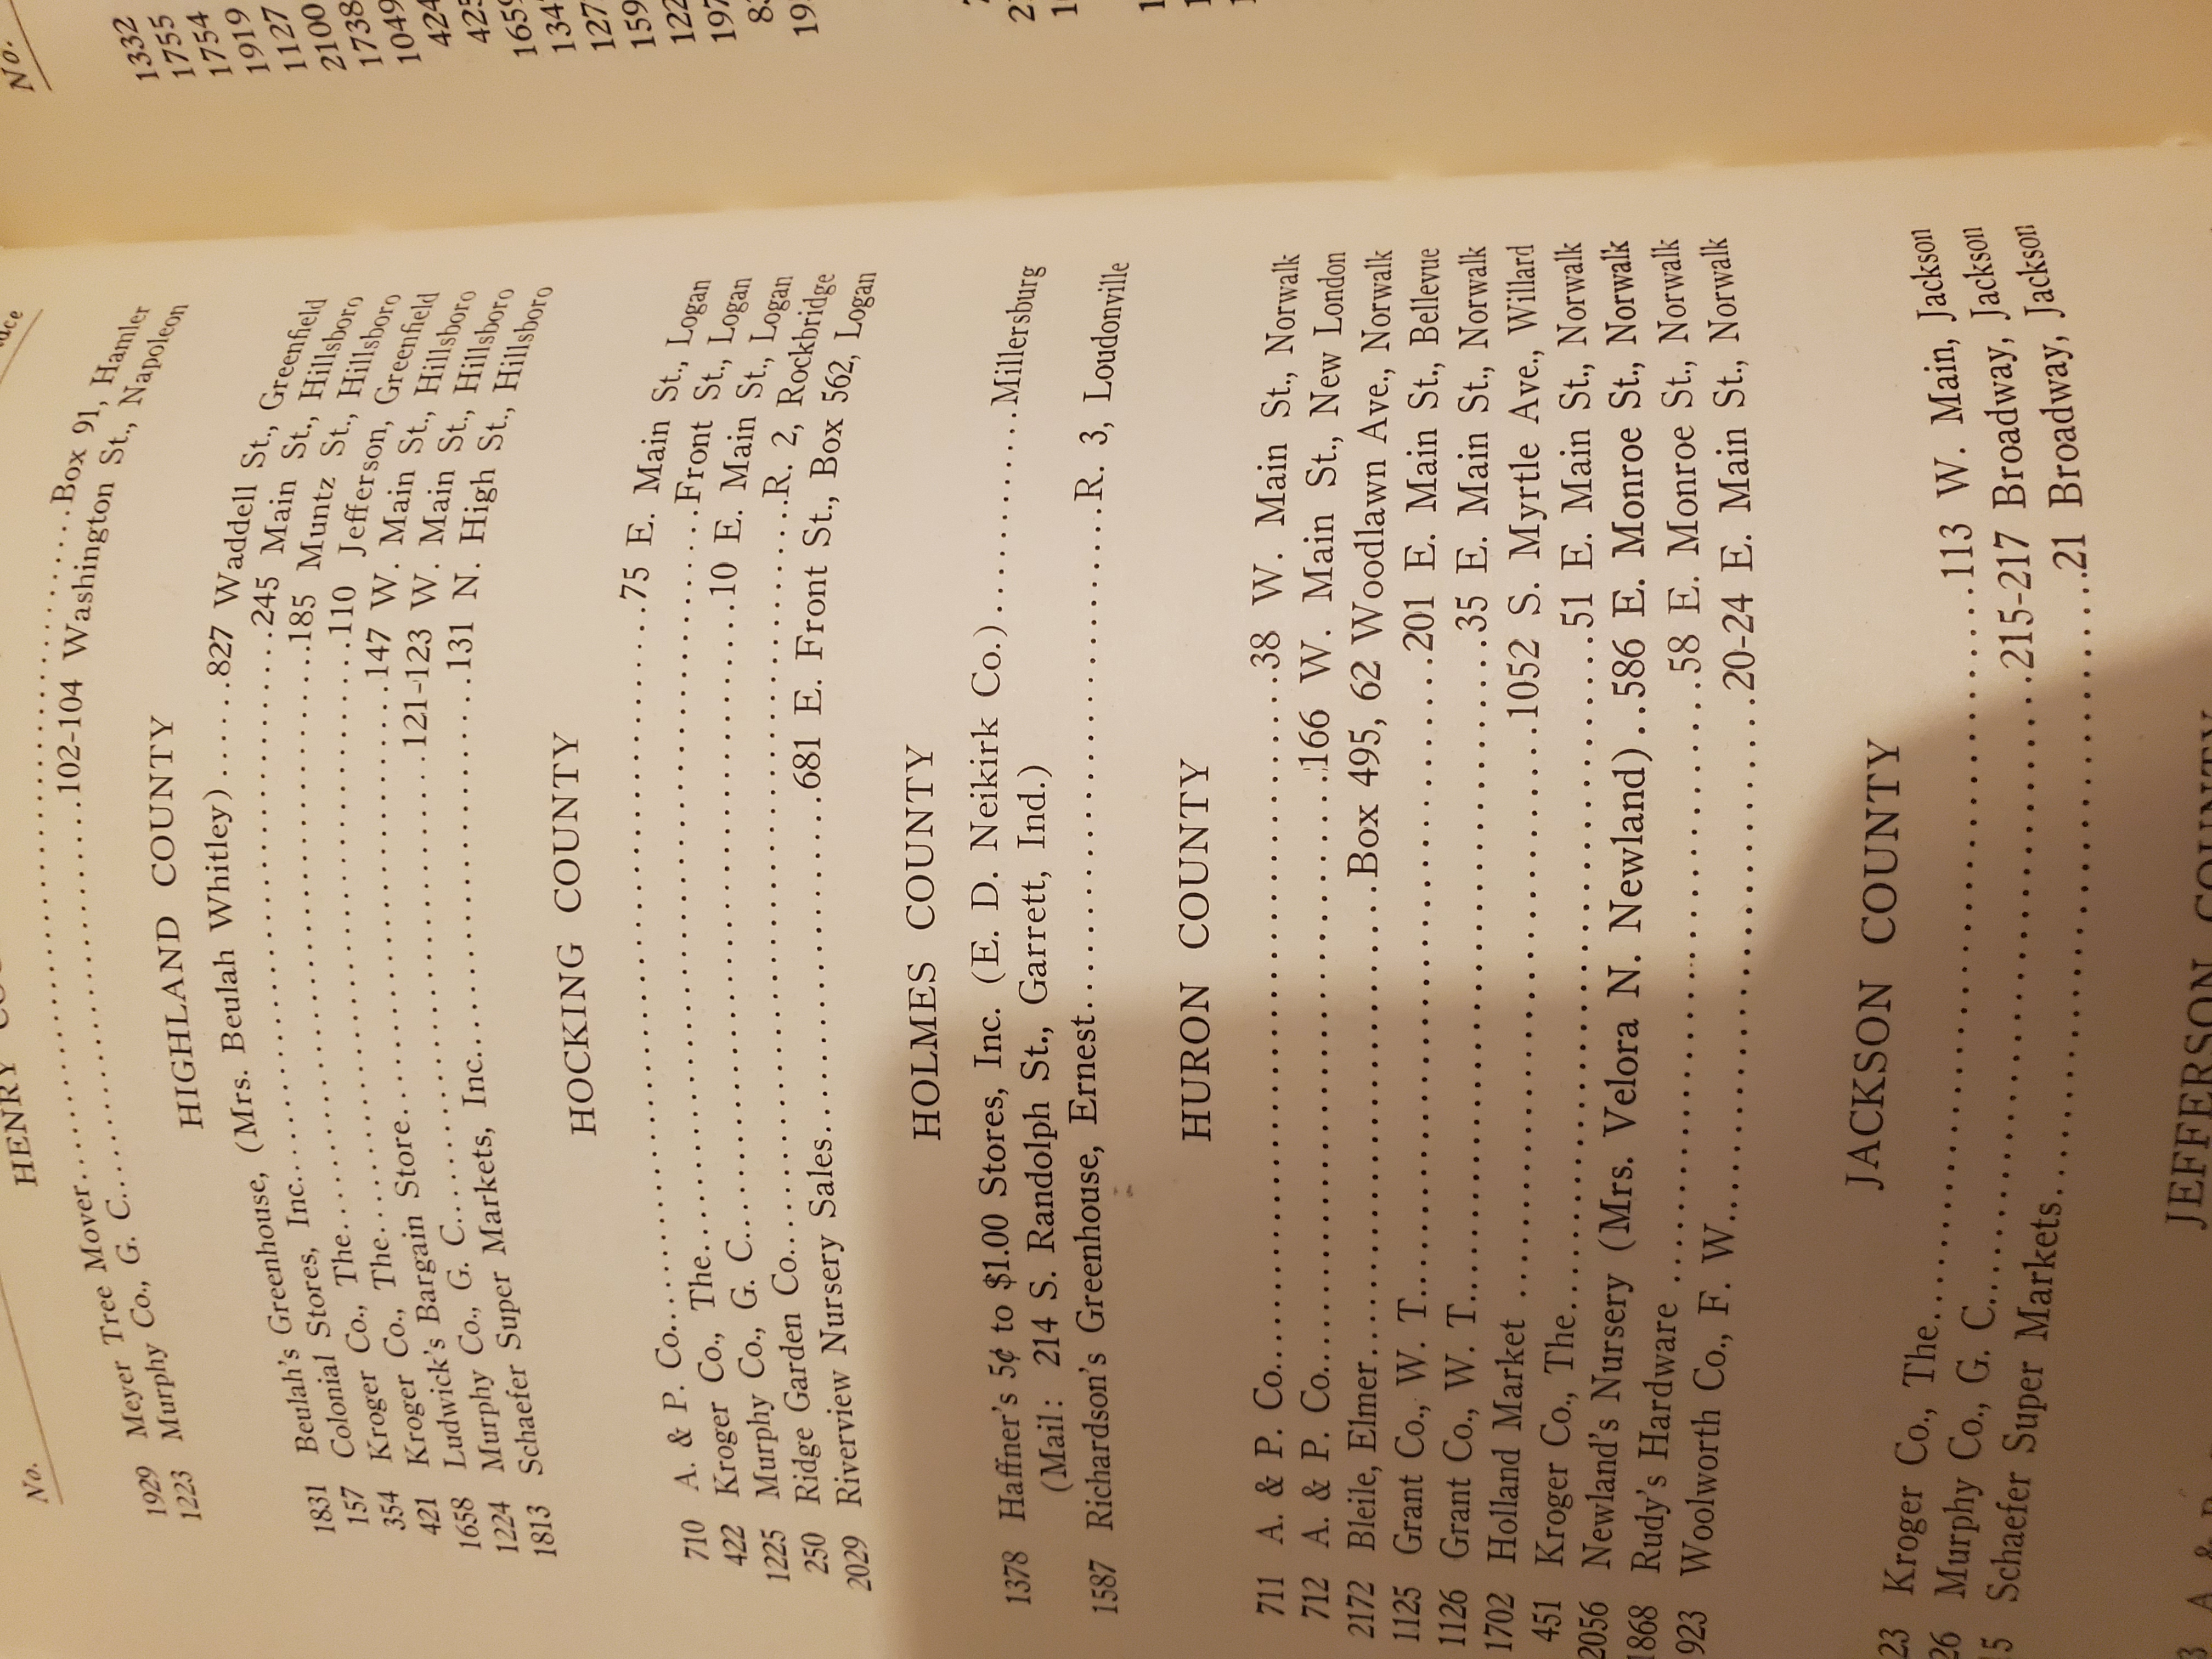 No.
HENRY
1929 Meyer Tree Mover..........Box 91, Hamler
1223 Murphy Co., G. C..........102-104 Washington St., Napoleon
HIGHLAND COUNTY
1831 Beulah's Greenhouse, (Mrs. Beulah Whitley).....827 Waddell St., Greenfield
157 Colonial Stores, Inc..........245 Main St., Hillsboro
354 Kroger Co., The..........185 Muntz St., Hillsboro
421 Kroger Co., The..........110 Jefferson, Greenfield
1658 Ludwick's Bargain Store..........147 W. Main St., Hillsboro
1224 Murphy Co., G. C..........121-123 W. Main St., Hillsboro
1813 Schaefer Super Markets, Inc..........131 N. High St., Hillsboro
HOCKING COUNTY
710 A. & P. Co..........75 E. Main St., Logan
422 Kroger Co., The..........Front St., Logan
1225 Murphy Co., G. C..........10 E. Main St., Logan
250 Ridge Garden Co..........R. 2, Rockbridge
2029 Riverview Nursery Sales..........681 E. Front St., Box 562, Logan
HOLMES COUNTY
1378 Haffner's 5¢ to $1.00 Stores, Inc. (E. D. Neikirk Co.)..........Millersburg
(Mail: 214 S. Randolph St., Garrett, Ind.)
1587 Richardson's Greenhouse, Ernest..........R. 3, Loudonville
HURON COUNTY
711 A. & P. Co..........38 W. Main St., Norwalk
712 A. & P. Co..........166 W. Main St., New London
2172 Bleile, Elmer..........Box 495, 62 Woodlawn Ave., Norwalk
1125 Grant Co., W. T..........201 E. Main St., Bellevue
1126 Grant Co., W. T..........35 E. Main St., Norwalk
1702 Holland Market ..........1052 S. Myrtle Ave., Willard
451 Kroger Co., The..........51 E. Main St., Norwalk
2056 Newland's Nursery (Mrs. Velora N. Newland)..586 E. Monroe St., Norwalk
1868 Rudy's Hardware ..........58 E. Monroe St., Norwalk
923 Woolworth Co., F. W..........20-24 E. Main St., Norwalk
JACKSON COUNTY
23 Kroger Co., The..........113 W. Main, Jackson
26 Murphy Co., G. C..........215-217 Broadway, Jackson
5 Schaefer Super Markets..........21 Broadway, Jackson
JEFFERSON COUNTY
No.
1332
1755
1754
1919
1127
2100
1738
1049
424
425
1659
134
127
159
122
197